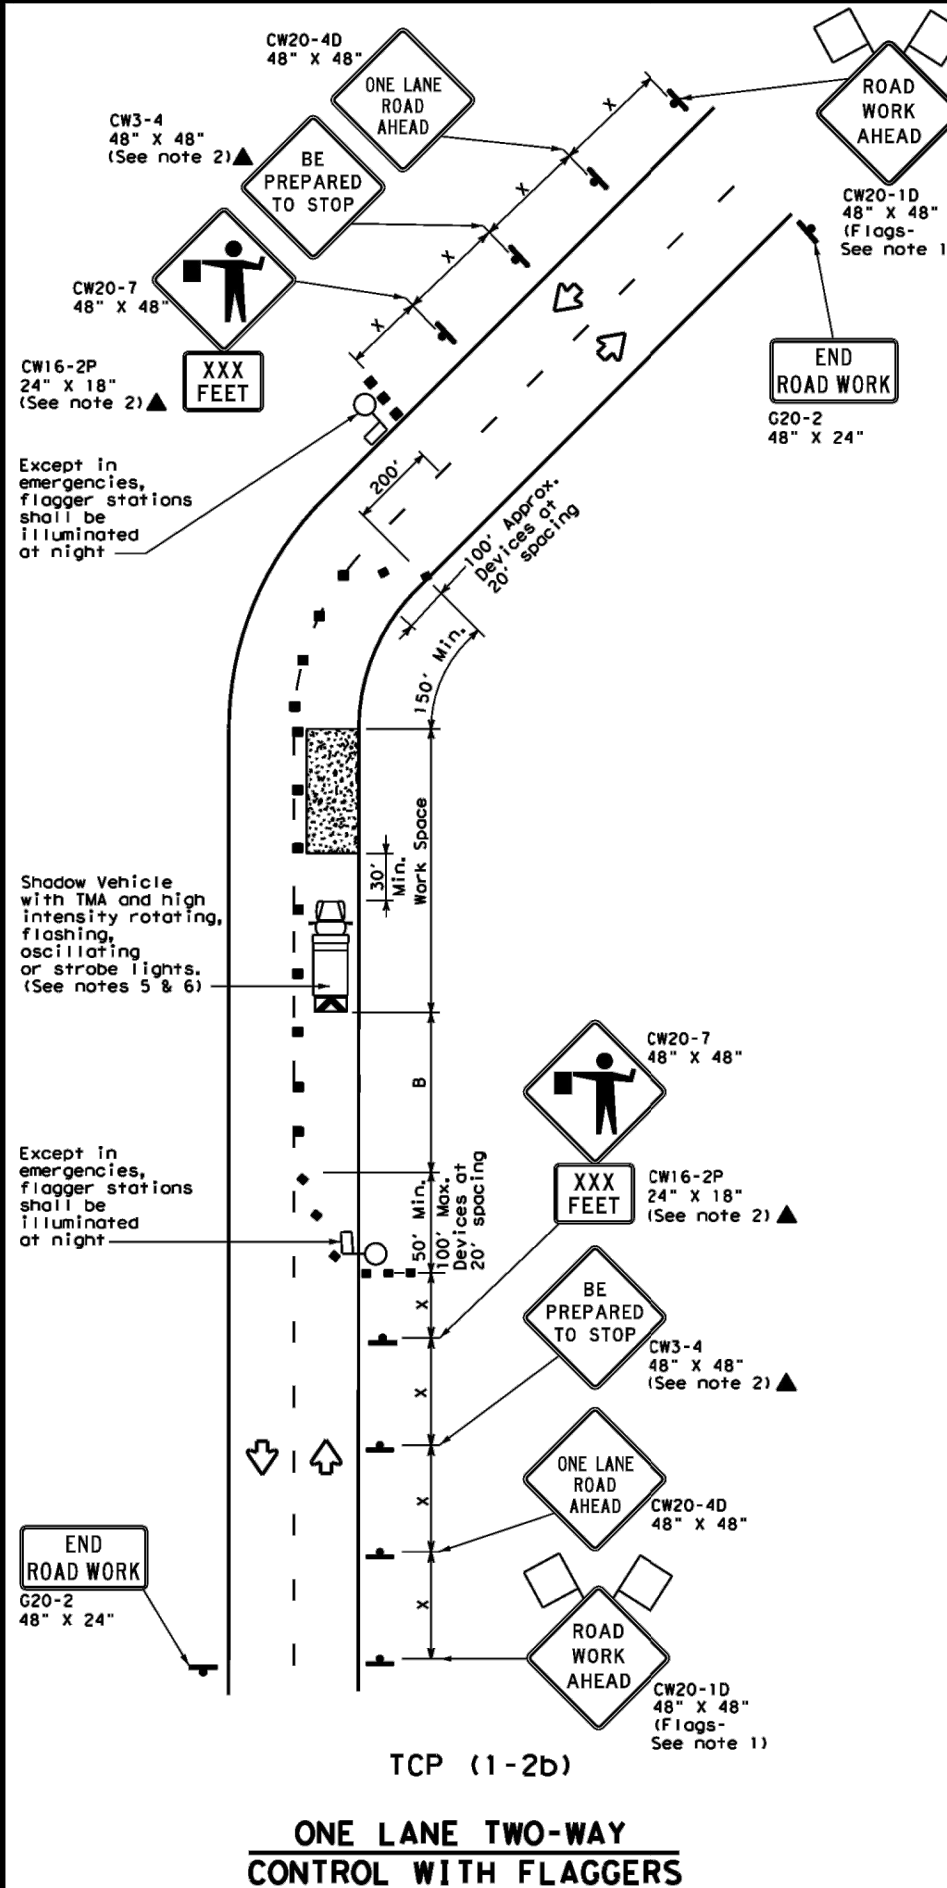 CW20-4D
48" X 48"
ONE LANE
ROAD
AHEAD
ROAD
WORK
AHEAD
CW20-1D
48" X 48"
(Flags-
See note 1
CW3-4
48" X 48"
(See note 2)▲
BE
PREPARED
TO STOP
X
X
X
X
CW20-7
48" X 48"
CW16-2P
24" X 18"
(See note 2)▲
XXX
FEET
END
ROAD WORK
G20-2
48" X 24"
Except in
emergencies,
flagger stations
shall be
illuminated
at night
200'
100' Approx.
Devices at
20' spacing
150' Min.
Work Space
30'
Min.
Shadow Vehicle
with TMA and high
intensity rotating,
flashing,
oscillating
or strobe lights.
(See notes 5 & 6)
B
CW20-7
48" X 48"
XXX
FEET
CW16-2P
24" X 18"
(See note 2)▲
Except in
emergencies,
flagger stations
shall be
illuminated
at night
50' Min.
100' Max.
Devices at
20' spacing
X
X
X
X
BE
PREPARED
TO STOP
CW3-4
48" X 48"
(See note 2)▲
ONE LANE
ROAD
AHEAD
CW20-4D
48" X 48"
END
ROAD WORK
G20-2
48" X 24"
ROAD
WORK
AHEAD
CW20-1D
48" X 48"
(Flags-
See note 1)
TCP (1-2b)
ONE LANE TWO-WAY
CONTROL WITH FLAGGERS